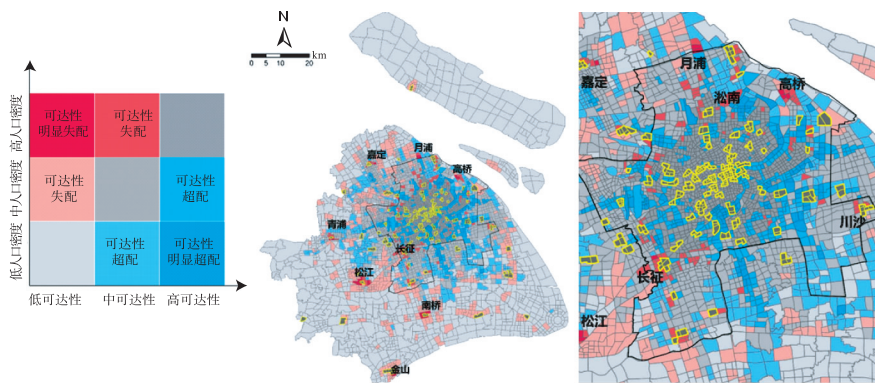 高人口密度
中人口密度
低人口密度
可达性
明显失配
可达性
失配
可达性
失配
可达性
超配
可达性
超配
可达性
明显超配
低可达性
中可达性
高可达性
N
km
0 5 10 20
嘉定
月浦
高桥
青浦
长征
松江
南桥
金山
嘉定
月浦
高桥
淞南
川沙
长征
松江